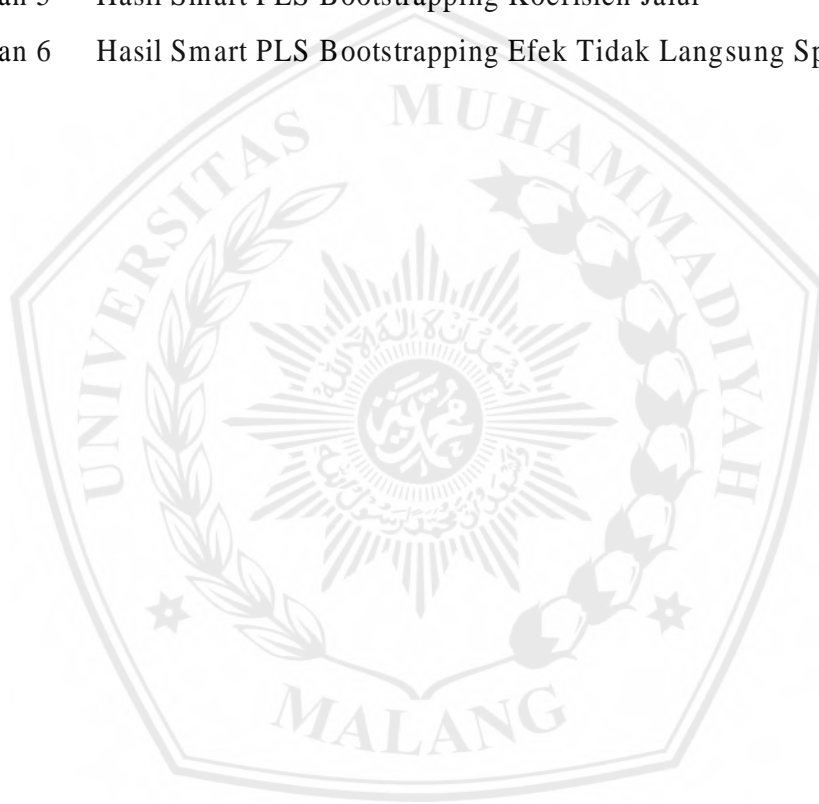 an 5 Hasil Smart PLS Bootstrapping Koefisien Jalur
an 6 Hasil Smart PLS Bootstrapping Efek Tidak Langsung Sp
UNIVERSITAS MUHAMMADIYAH
MALANG